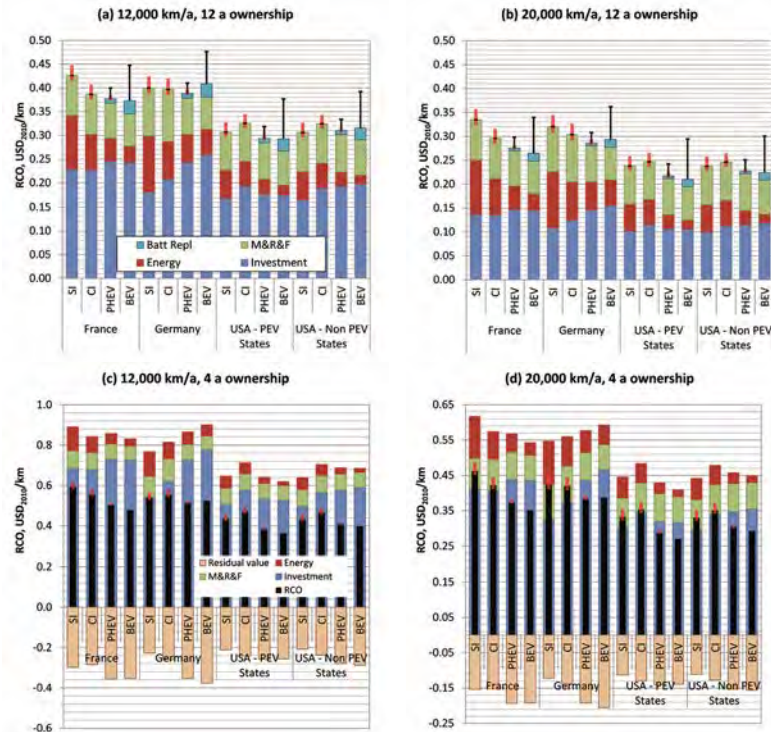 (a) 12,000 km/a, 12 a ownership
RCO, USD2010/km
0.50
0.45
0.40
0.35
0.30
0.25
0.20
0.15
0.10
0.05
0.00
Batt Repl
M&R&F
Energy
Investment
SI CI PHEV BEV SI CI PHEV BEV SI CI PHEV BEV SI CI PHEV BEV
France Germany USA - PEV States USA - Non PEV States
(b) 20,000 km/a, 12 a ownership
RCO, USD2010/km
0.50
0.45
0.40
0.35
0.30
0.25
0.20
0.15
0.10
0.05
0.00
SI CI PHEV BEV SI CI PHEV BEV SI CI PHEV BEV SI CI PHEV BEV
France Germany USA - PEV States USA - Non PEV States
(c) 12,000 km/a, 4 a ownership
RCO, USD2010/km
1.0
0.8
0.6
0.4
0.2
0.0
-0.2
-0.4
-0.6
Residual value
Energy
M&R&F
Investment
RCO
SI CI PHEV BEV SI CI PHEV BEV SI CI PHEV BEV SI CI PHEV BEV
France Germany USA - PEV States USA - Non PEV States
(d) 20,000 km/a, 4 a ownership
RCO, USD2010/km
0.65
0.55
0.45
0.35
0.25
0.15
0.05
-0.05
-0.15
-0.25
SI CI PHEV BEV SI CI PHEV BEV SI CI PHEV BEV SI CI PHEV BEV
France Germany USA - PEV States USA - Non PEV States